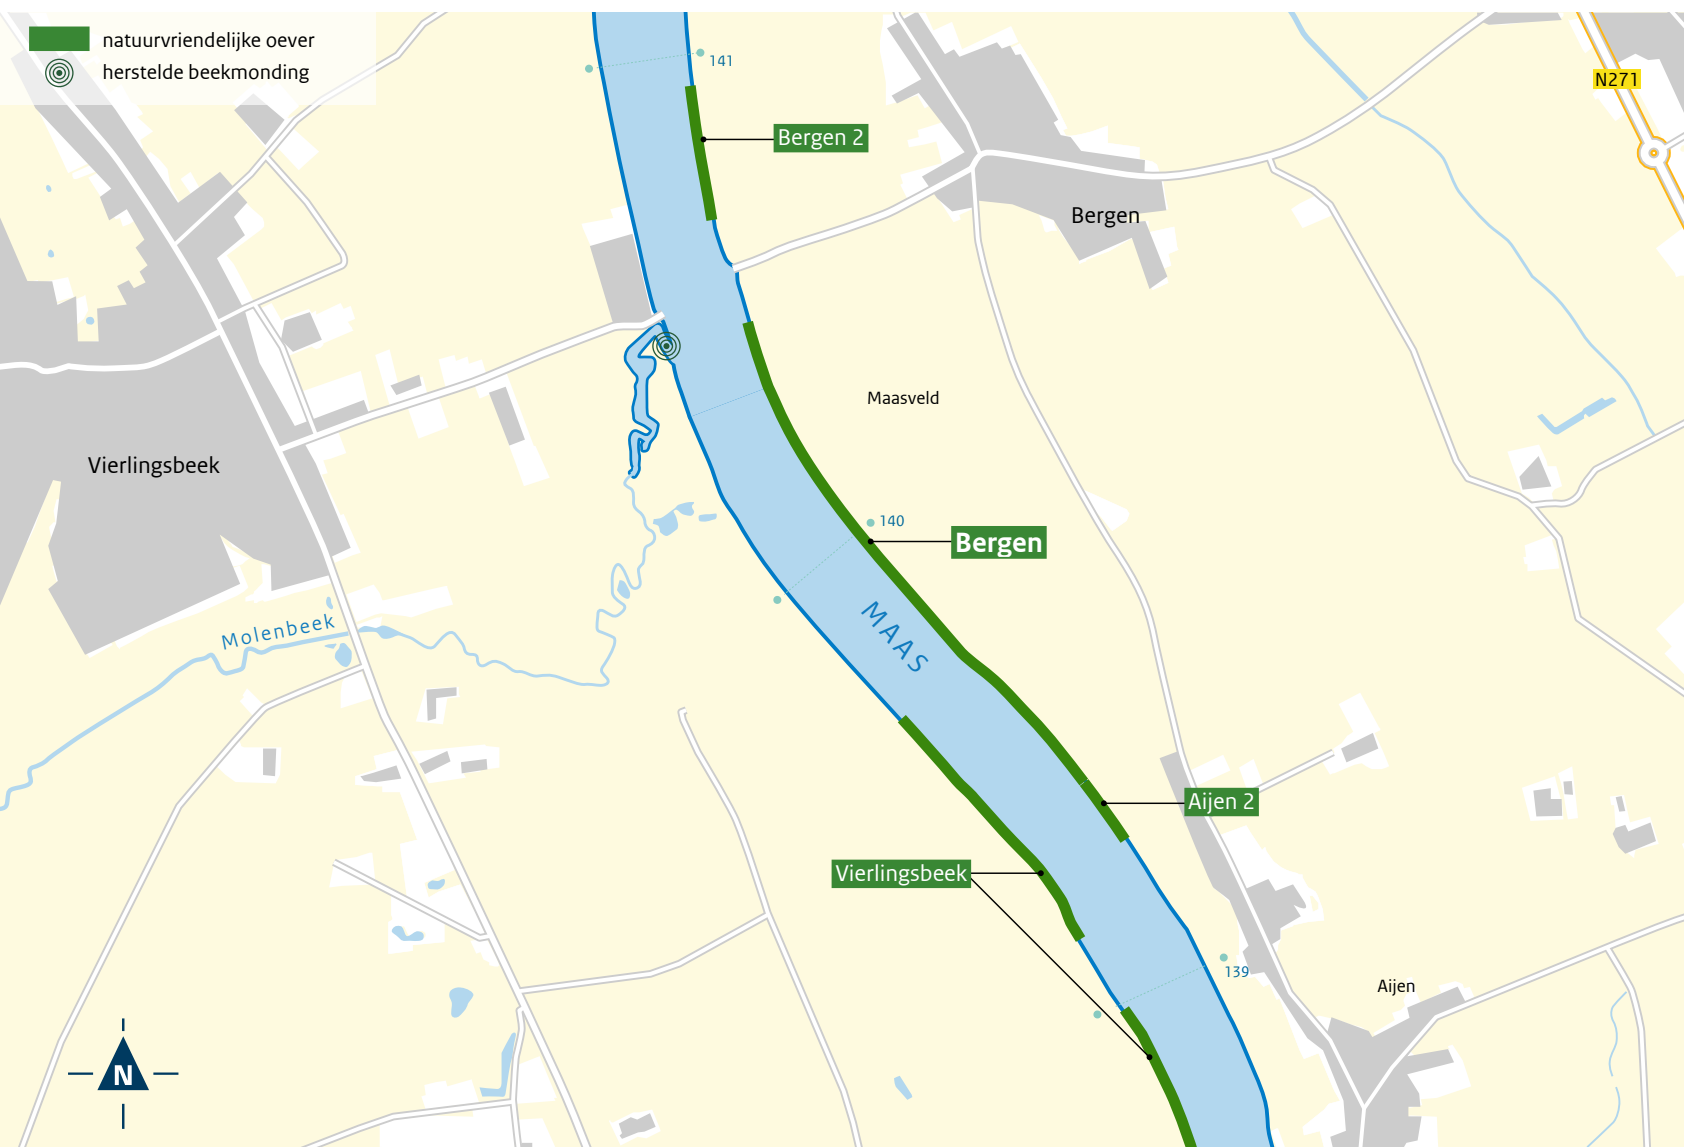 natuurvriendelijke oever
herstelde beekmonding
141
N271
Bergen 2
Bergen
Maasveld
Vierlingsbeek
140
Bergen
MAAS
Molenbeek
Aijen 2
Vierlingsbeek
139
Aijen
N